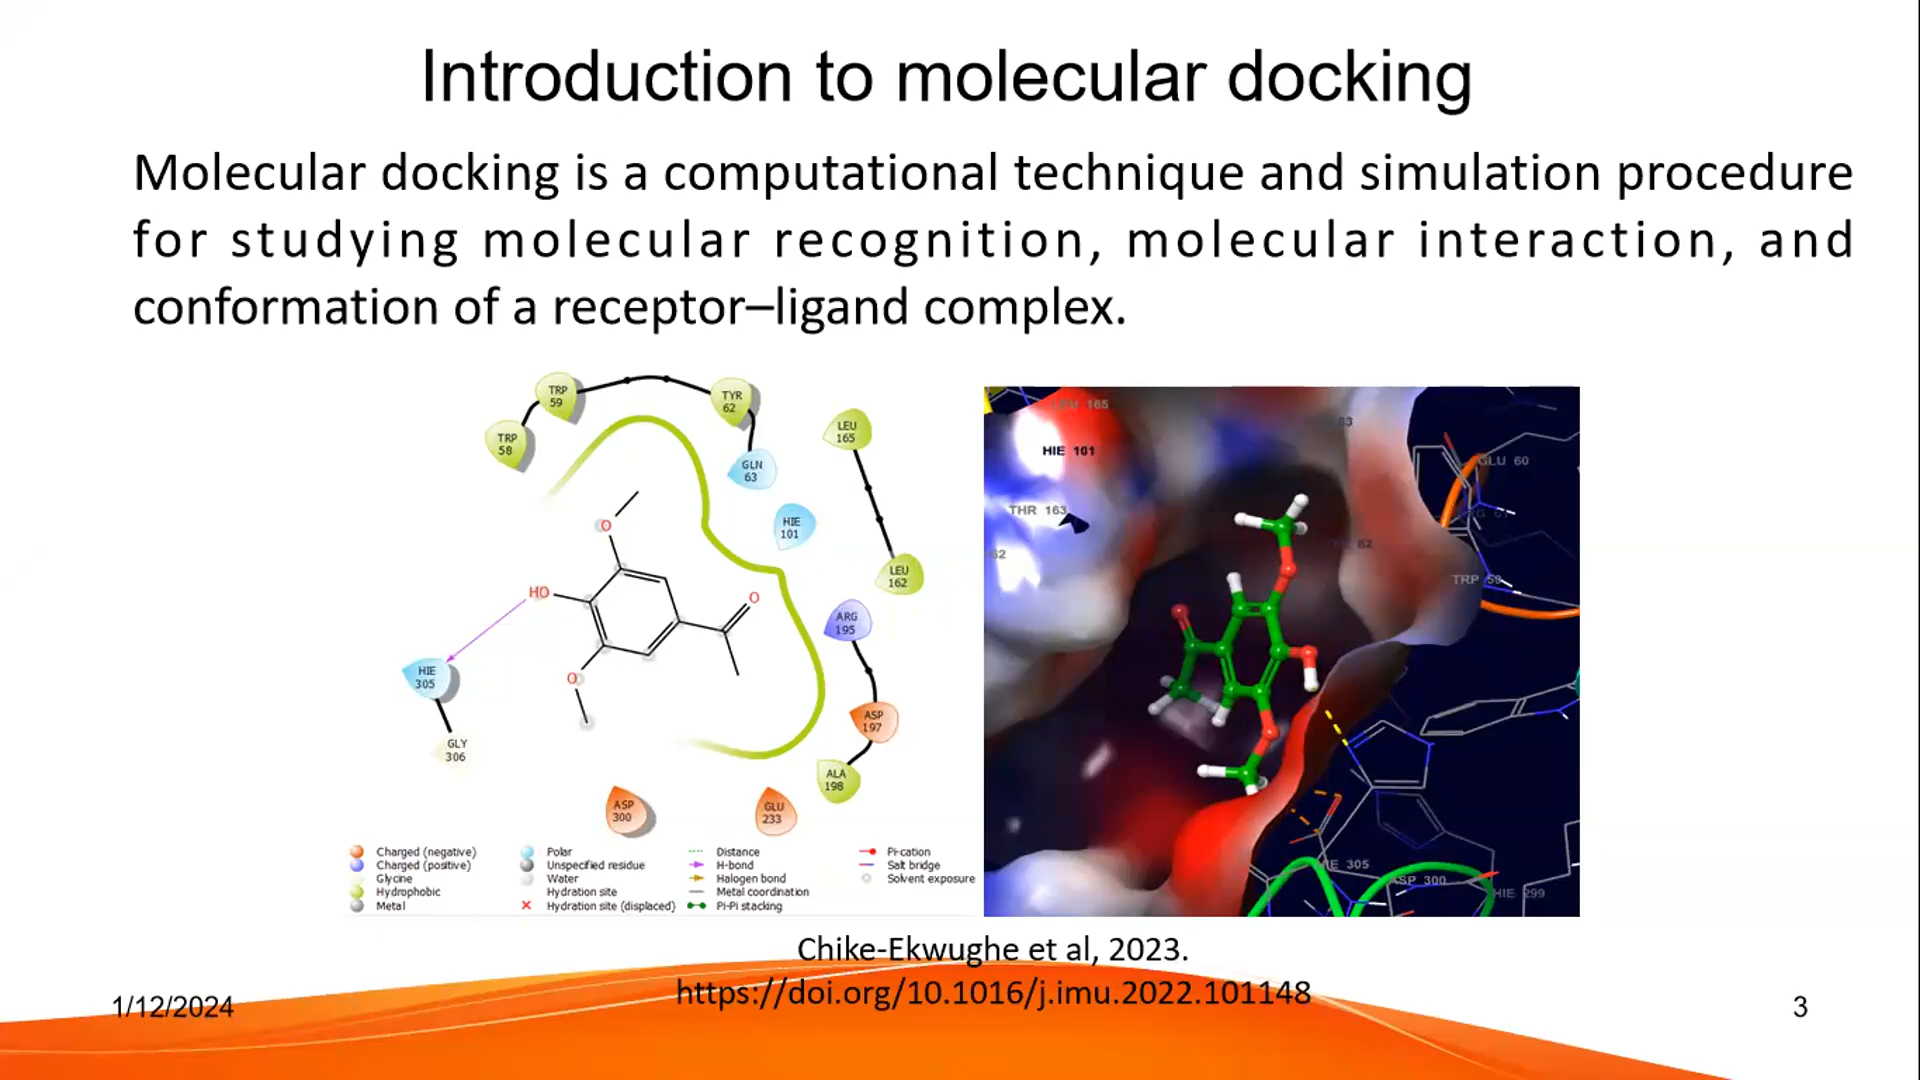 Introduction to molecular docking
Molecular docking is a computational technique and simulation procedure
for studying molecular recognition, molecular interaction, and
conformation of a receptor–ligand complex.
TRP
59
TYR
62
TRP
58
LEU
165
GLN
63
HIE
101
LEU
162
O
HO
O
O
ARG
195
HIE
305
GLY
306
ASP
197
ALA
198
ASP
300
GLU
233
Charged (negative)
Charged (positive)
Glycine
Hydrophobic
Metal
Polar
Unspecified residue
Water
Hydration site
Hydration site (displaced)
Distance
H-bond
Halogen bond
Metal coordination
Pi-Pi stacking
Pi-cation
Salt bridge
Solvent exposure
LEU 165
HIE 101
THR 163
GLU 60
TRP 59
ASP 300
HIE 299
Chike-Ekwughe et al, 2023.
https://doi.org/10.1016/j.imu.2022.101148
1/12/2024
3